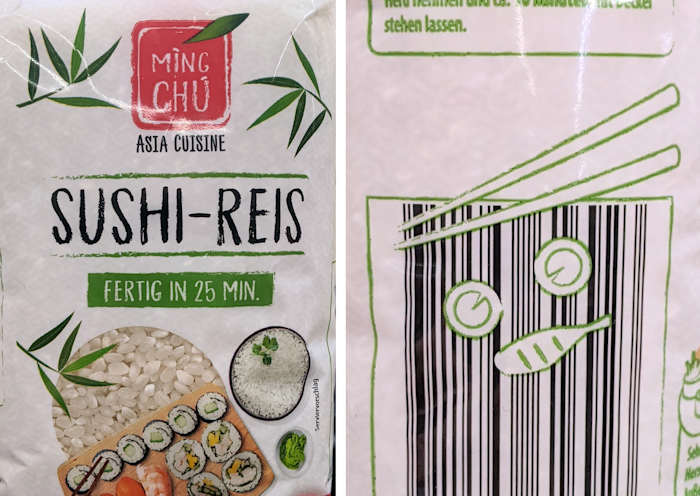 MÌNG
CHÚ
ASIA CUISINE
SUSHI-REIS
FERTIG IN 25 MIN.
Serviervorschlag
stehen lassen.